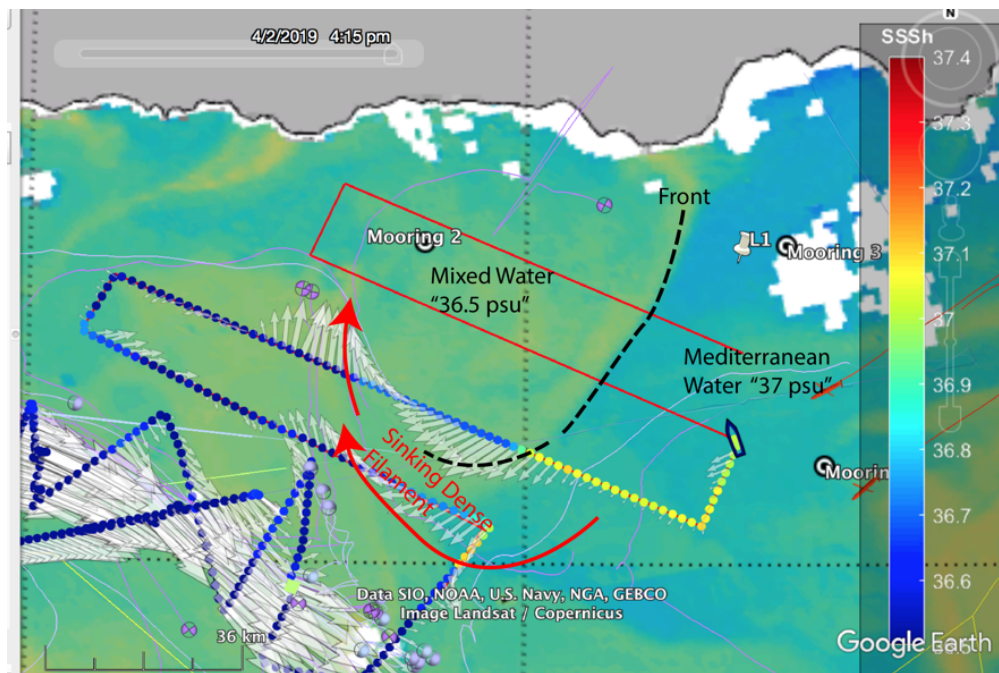 4/2/2019 4:15 pm
N
SSSh
37.4
37.3
37.2
37.1
37
36.9
36.8
36.7
36.6
Front
Mooring 2
L1
Mooring 3
Mixed Water
“36.5 psu”
Mediterranean
Water “37 psu”
Sinking Dense
Filament
Moorin
Data SIO, NOAA, U.S. Navy, NGA, GEBCO
Image Landsat / Copernicus
36 km
Google Earth